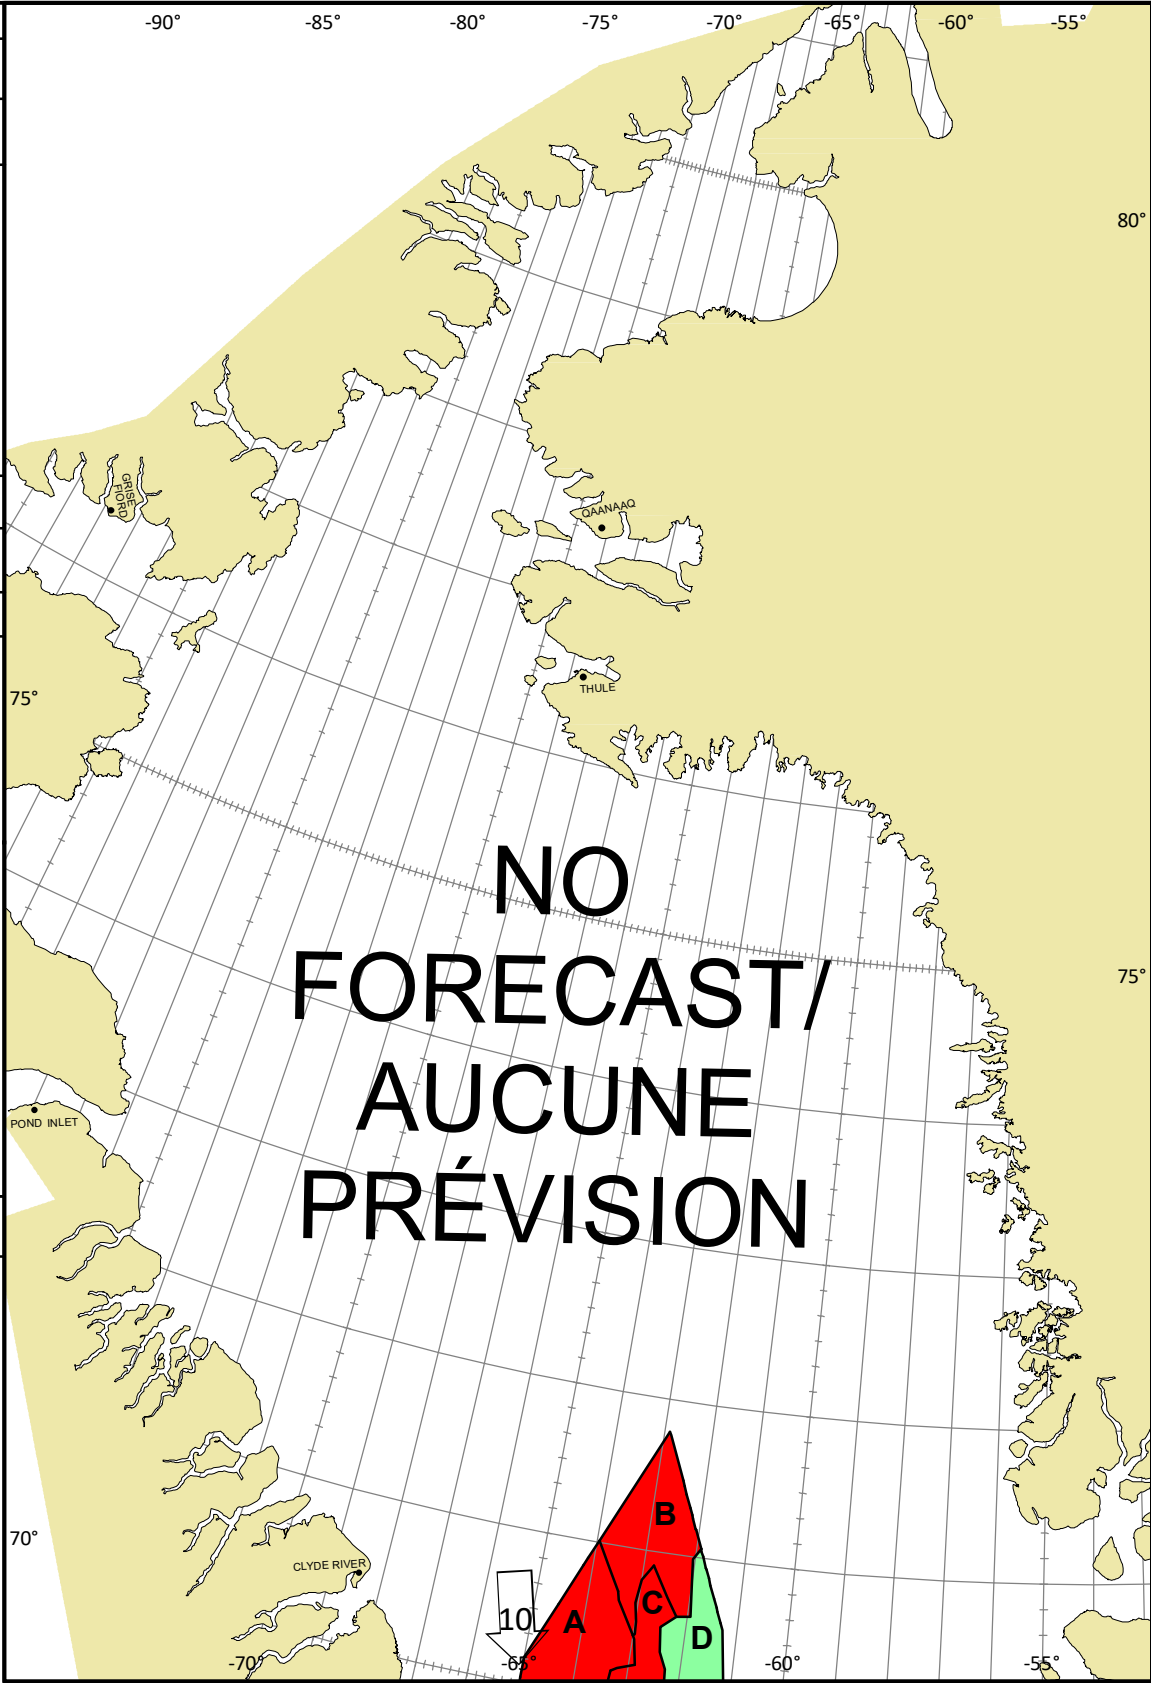 -90° -85° -80° -75° -70° -65° -60° -55°
80°
GRISE
FIORD
QAANAAQ
THULE
75°
NO
FORECAST/
75°
AUCUNE
POND INLET
PRÉVISION
B
70°
CLYDE RIVER
C
10
A
D
-70° -65° -60° -55°